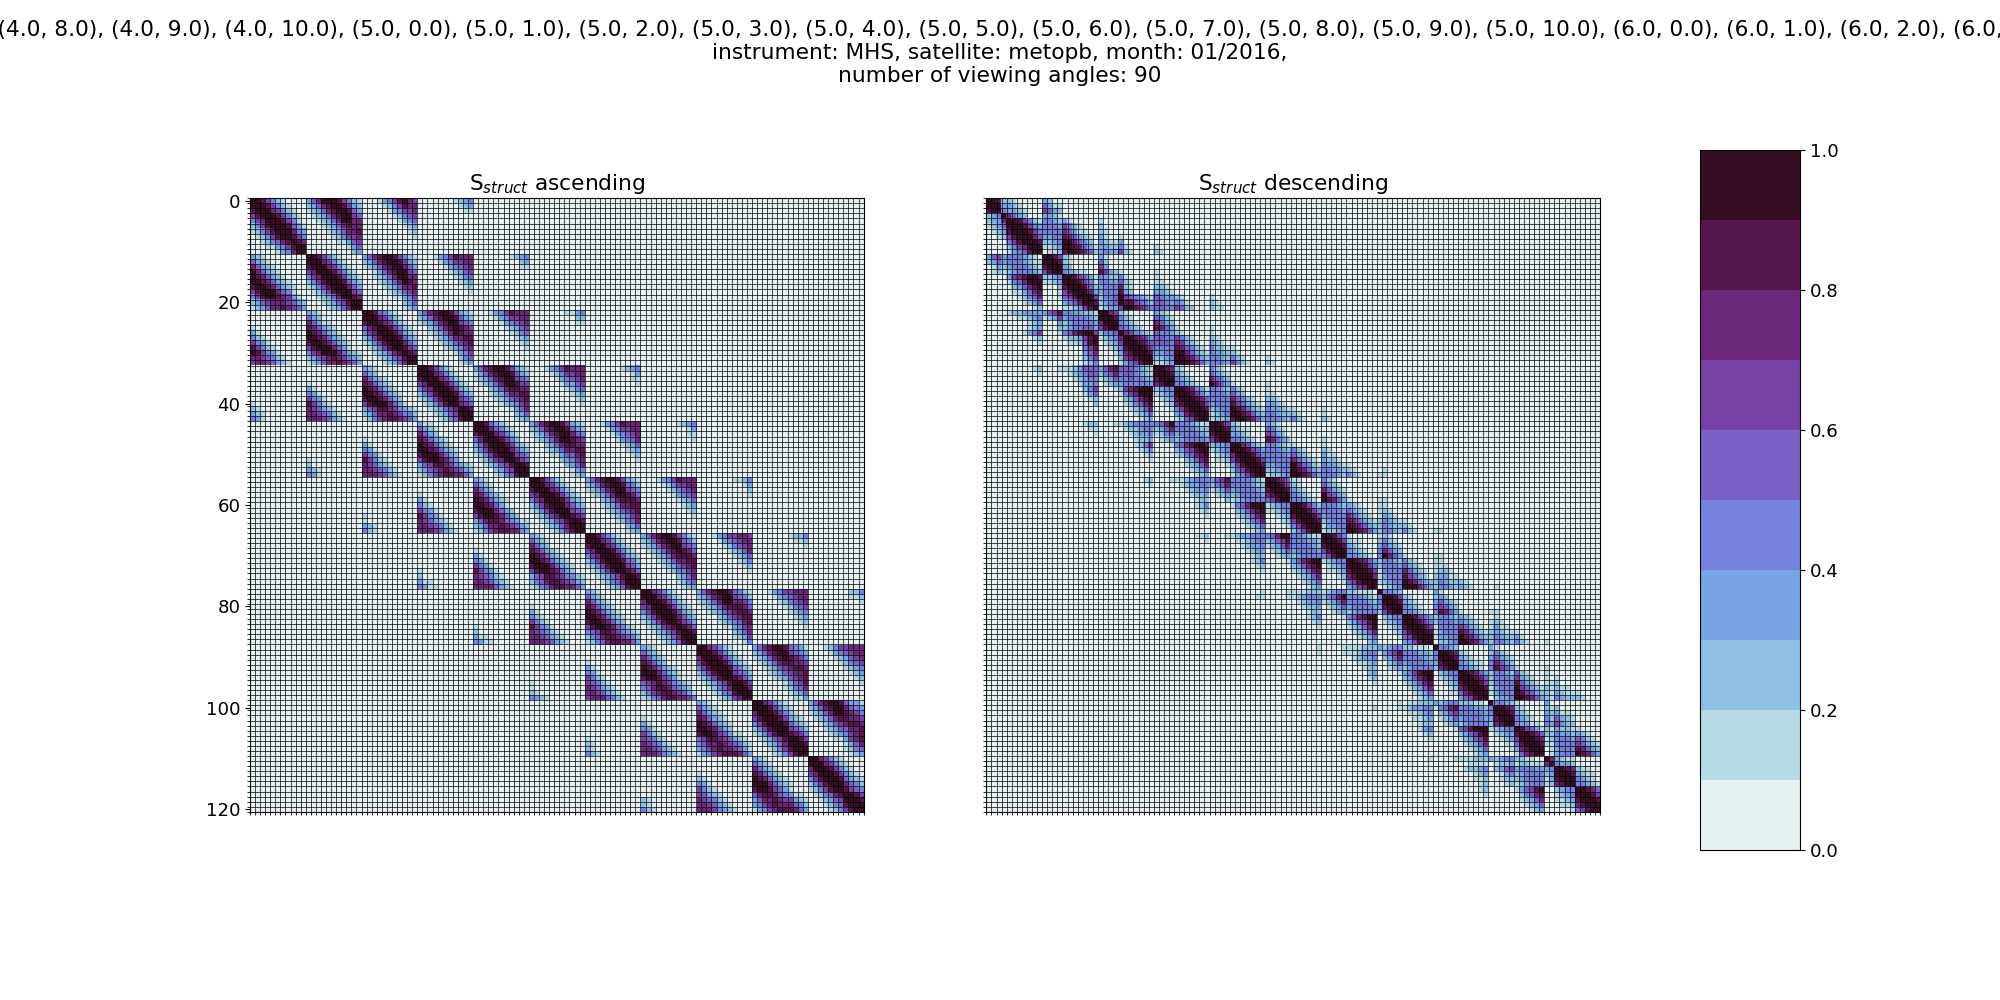 (4.0, 8.0), (4.0, 9.0), (4.0, 10.0), (5.0, 0.0), (5.0, 1.0), (5.0, 2.0), (5.0, 3.0), (5.0, 4.0), (5.0, 5.0), (5.0, 6.0), (5.0, 7.0), (5.0, 8.0), (5.0, 9.0), (5.0, 10.0), (6.0, 0.0), (6.0, 1.0), (6.0, 2.0), (6.0,
instrument: MHS, satellite: metopb, month: 01/2016,
number of viewing angles: 90
Sstruct ascending
0
20
40
60
80
100
120
Sstruct descending
1.0
0.8
0.6
0.4
0.2
0.0